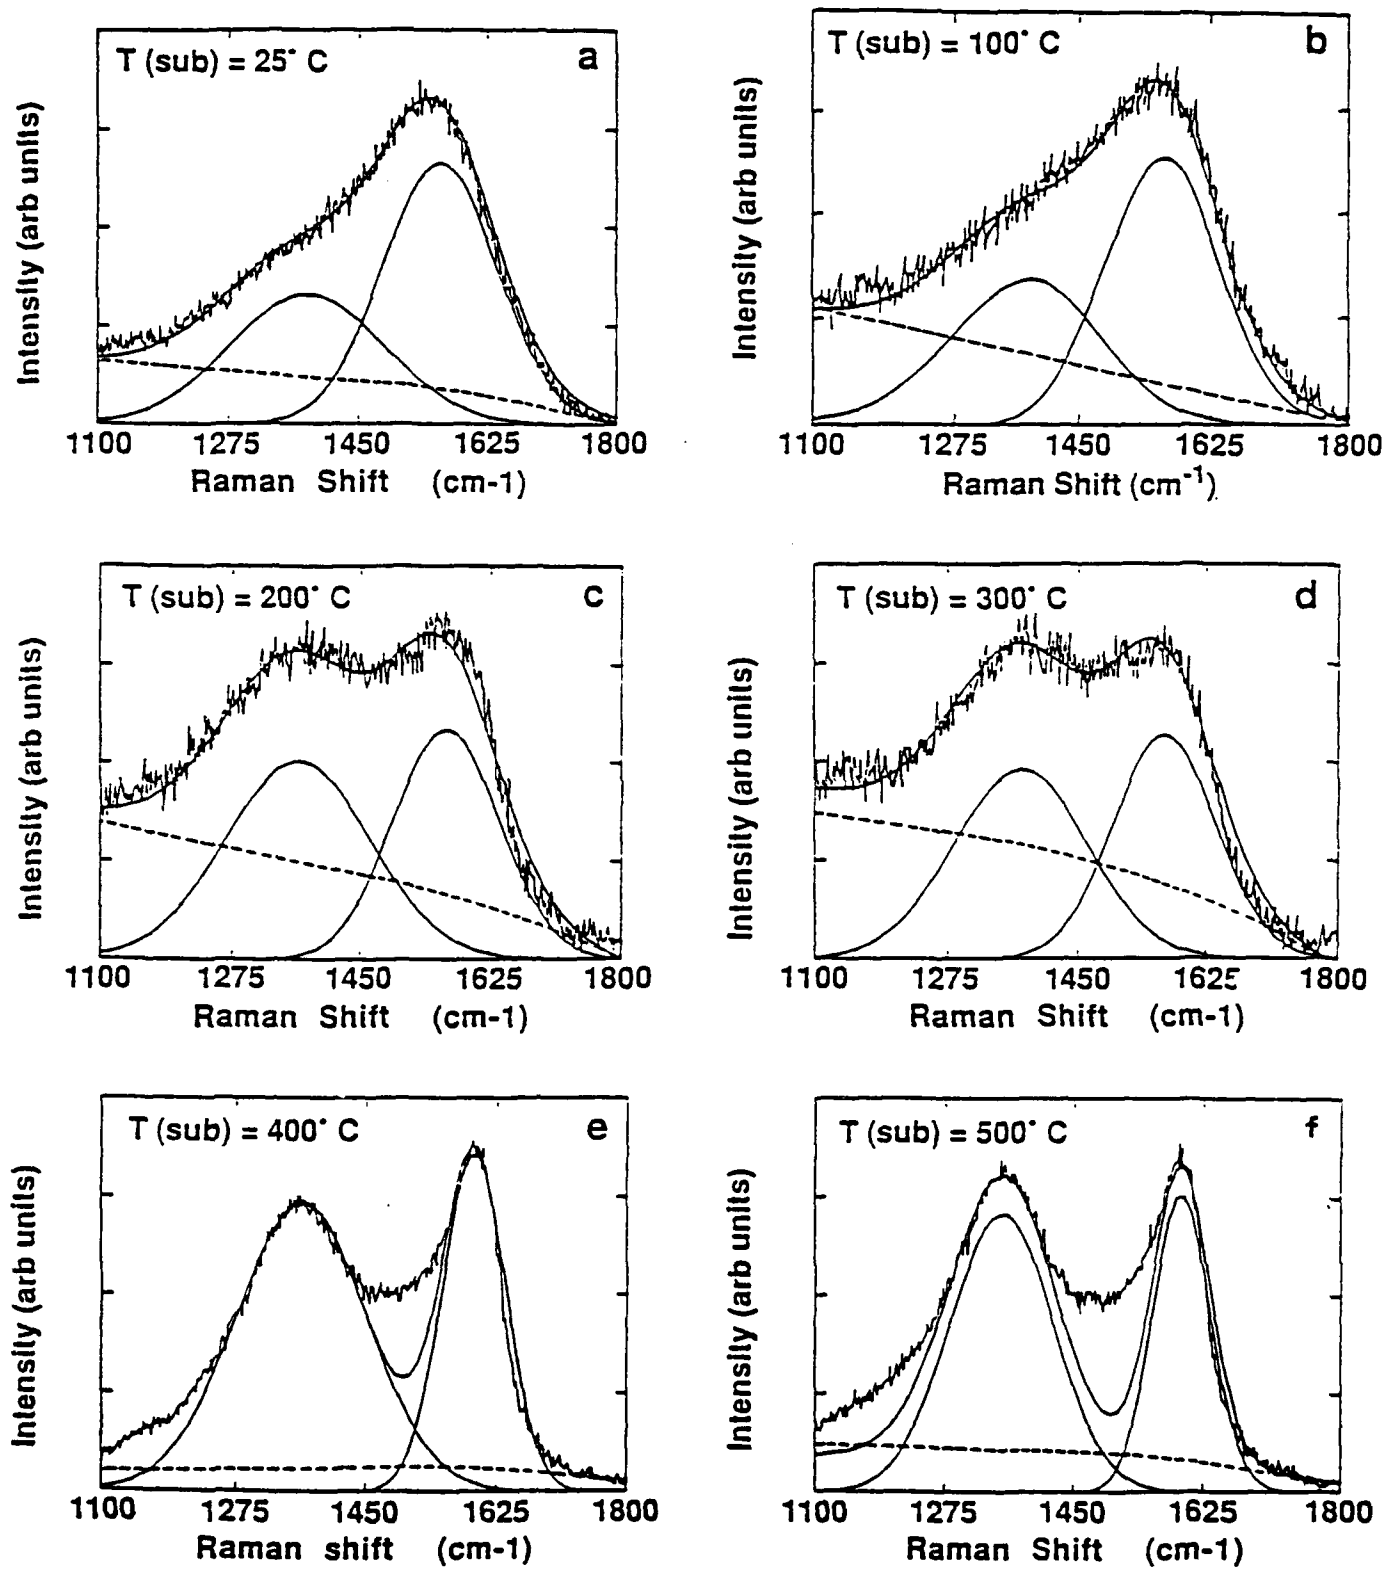 T (sub) = 25° C
a
Intensity (arb units)
1100 1275 1450 1625 1800
Raman Shift (cm-1)
T (sub) = 100° C
b
Intensity (arb units)
1100 1275 1450 1625 1800
Raman Shift (cm-1)
T (sub) = 200° C
c
Intensity (arb units)
1100 1275 1450 1625 1800
Raman Shift (cm-1)
T (sub) = 300° C
d
Intensity (arb units)
1100 1275 1450 1625 1800
Raman Shift (cm-1)
T (sub) = 400° C
e
Intensity (arb units)
1100 1275 1450 1625 1800
Raman shift (cm-1)
T (sub) = 500° C
f
Intensity (arb units)
1100 1275 1450 1625 1800
Raman Shift (cm-1)